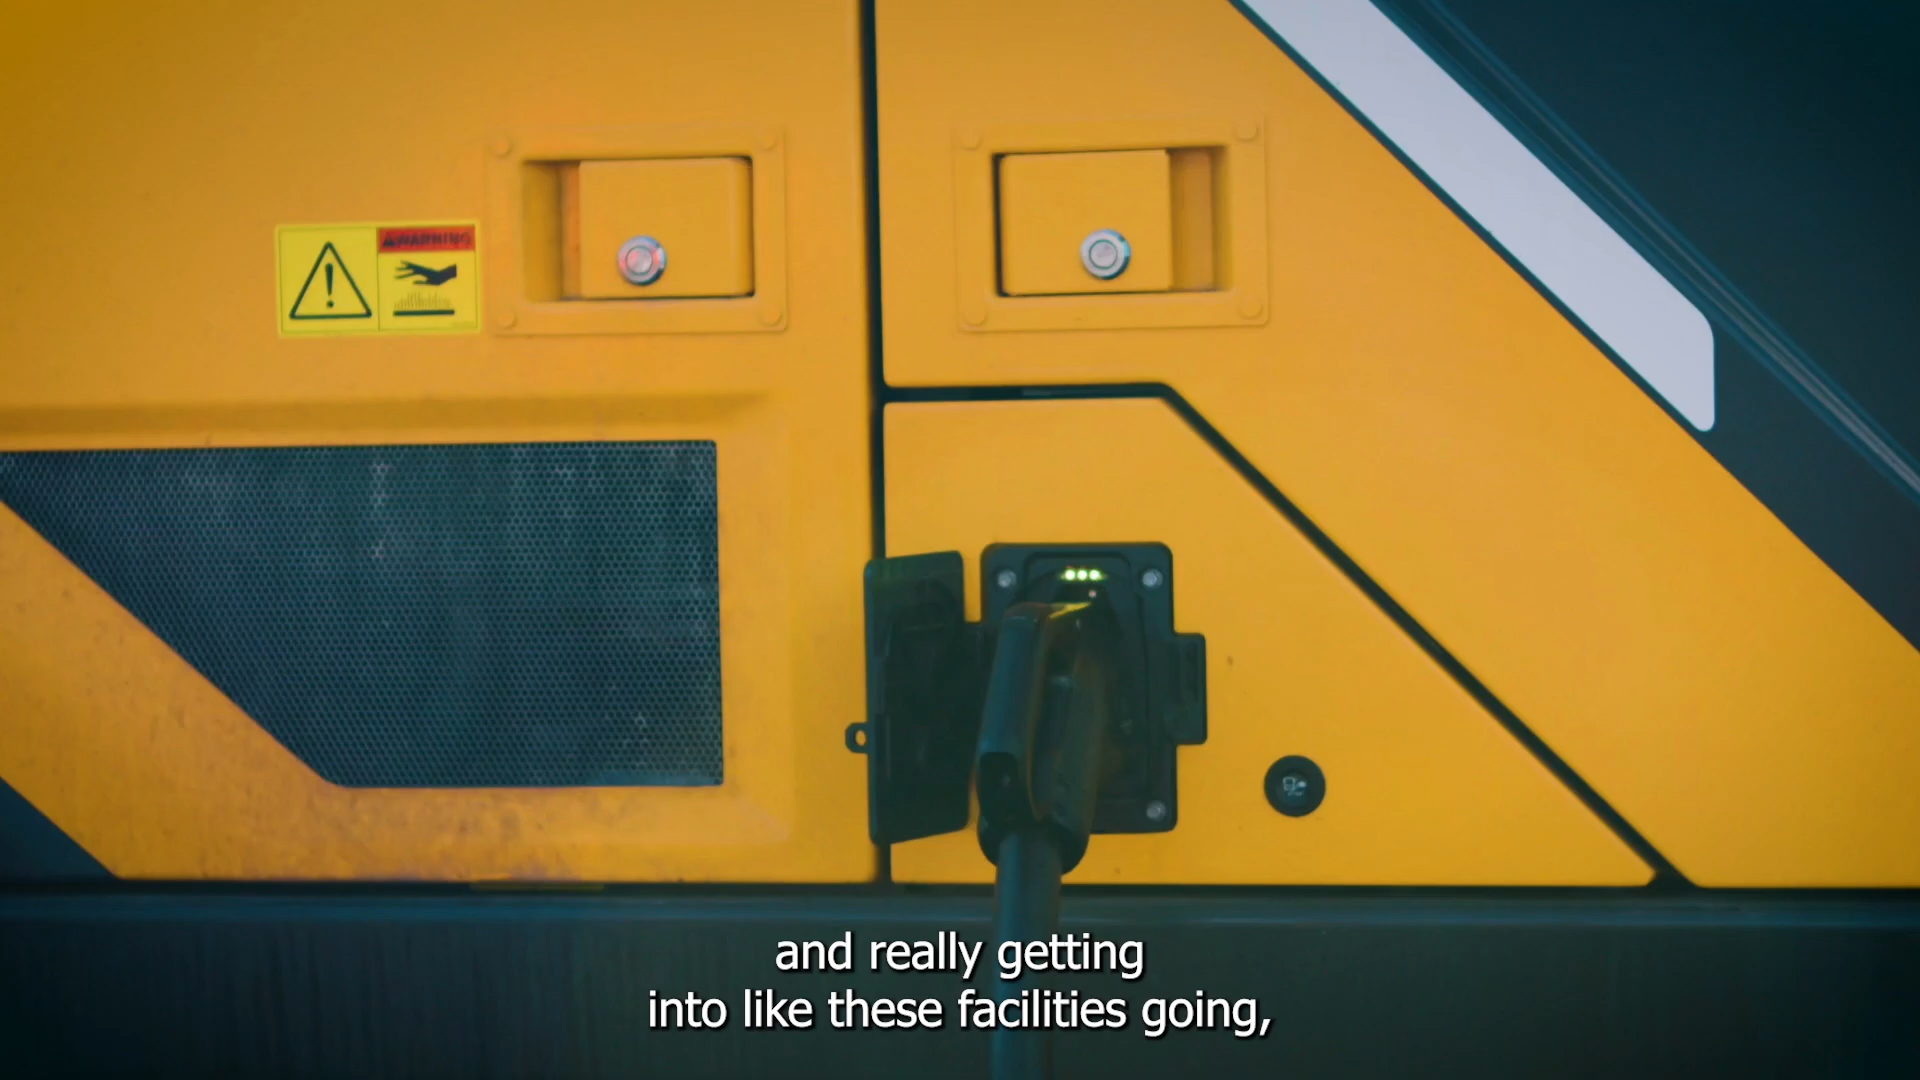 WARNING
and really getting
into like these facilities going,